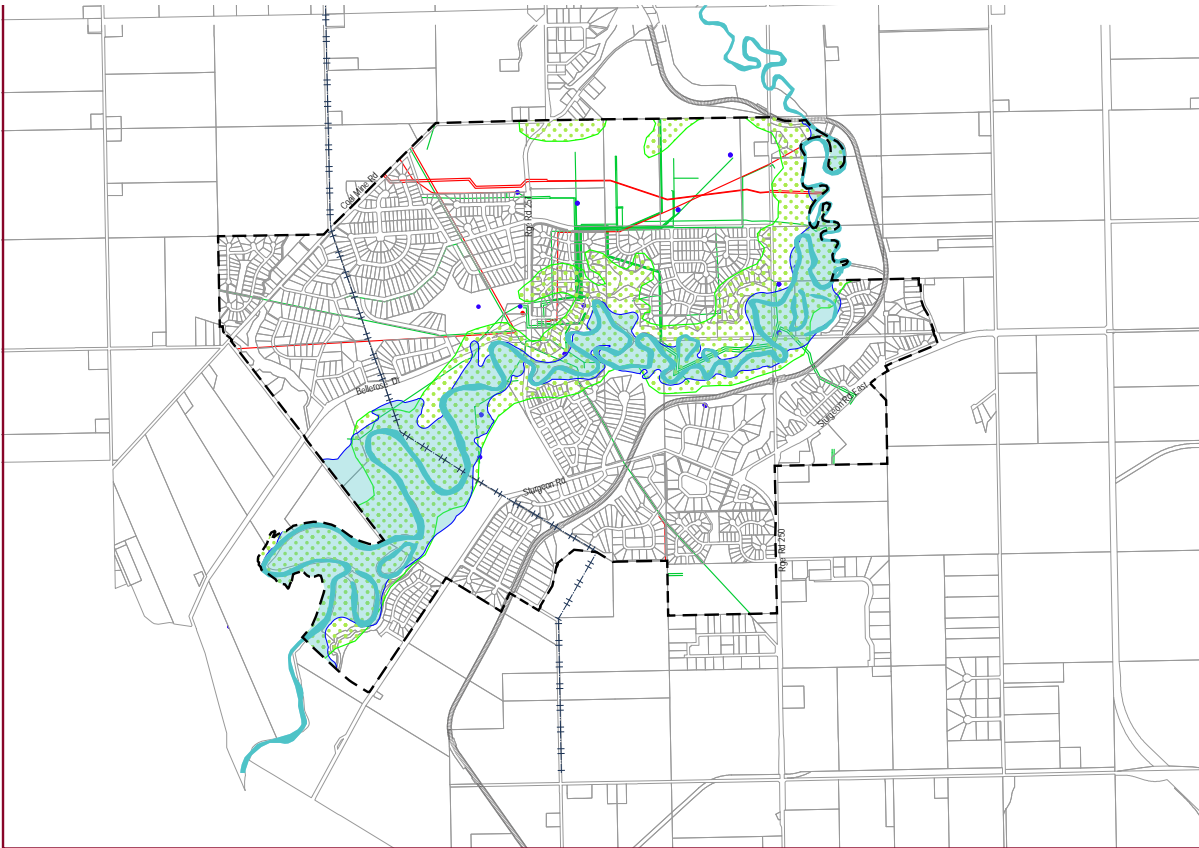 Coal Mine Rd
Rge Rd 251
Bellerose Dr
Sturgeon Rd East
Sturgeon Rd
Rge Rd 250